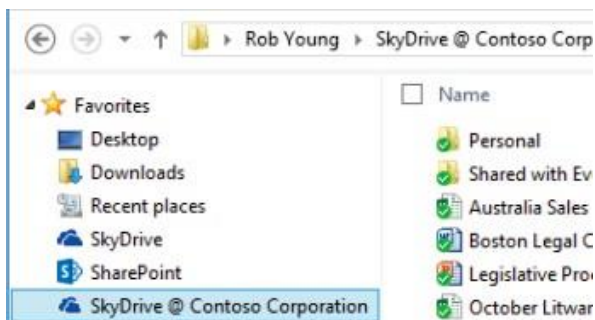 Rob Young SkyDrive @ Contoso Corp
Favorites
Desktop
Downloads
Recent places
SkyDrive
SharePoint
SkyDrive @ Contoso Corporation
Name
Personal
Shared with Ev
Australia Sales
Boston Legal C
Legislative Pro
October Litwar